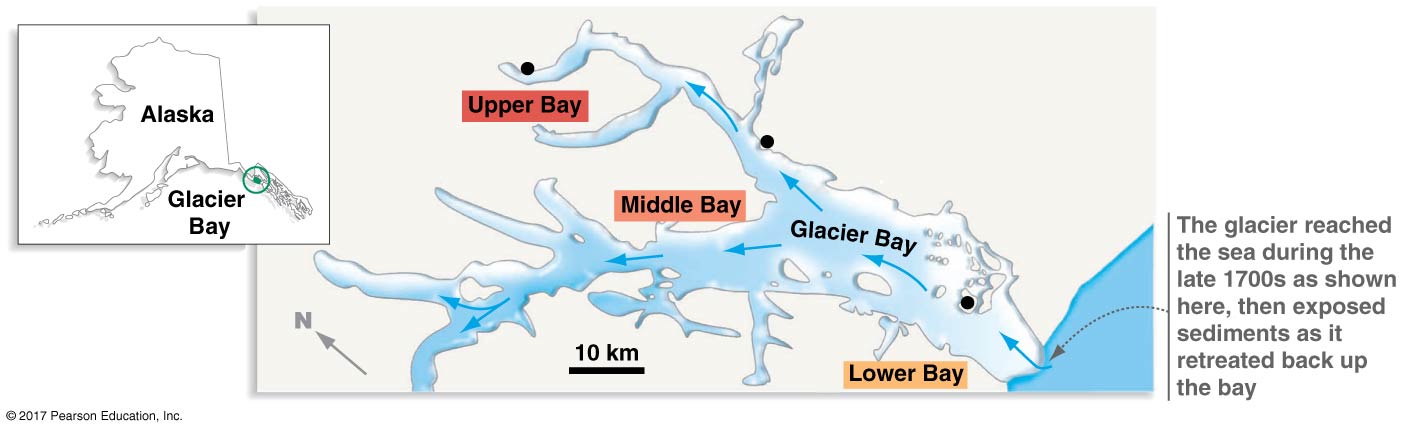 Alaska
Glacier
Bay
Upper Bay
Middle Bay
Glacier Bay
N
10 km
Lower Bay
The glacier reached
the sea during the
late 1700s as shown
here, then exposed
sediments as it
retreated back up
the bay
© 2017 Pearson Education, Inc.